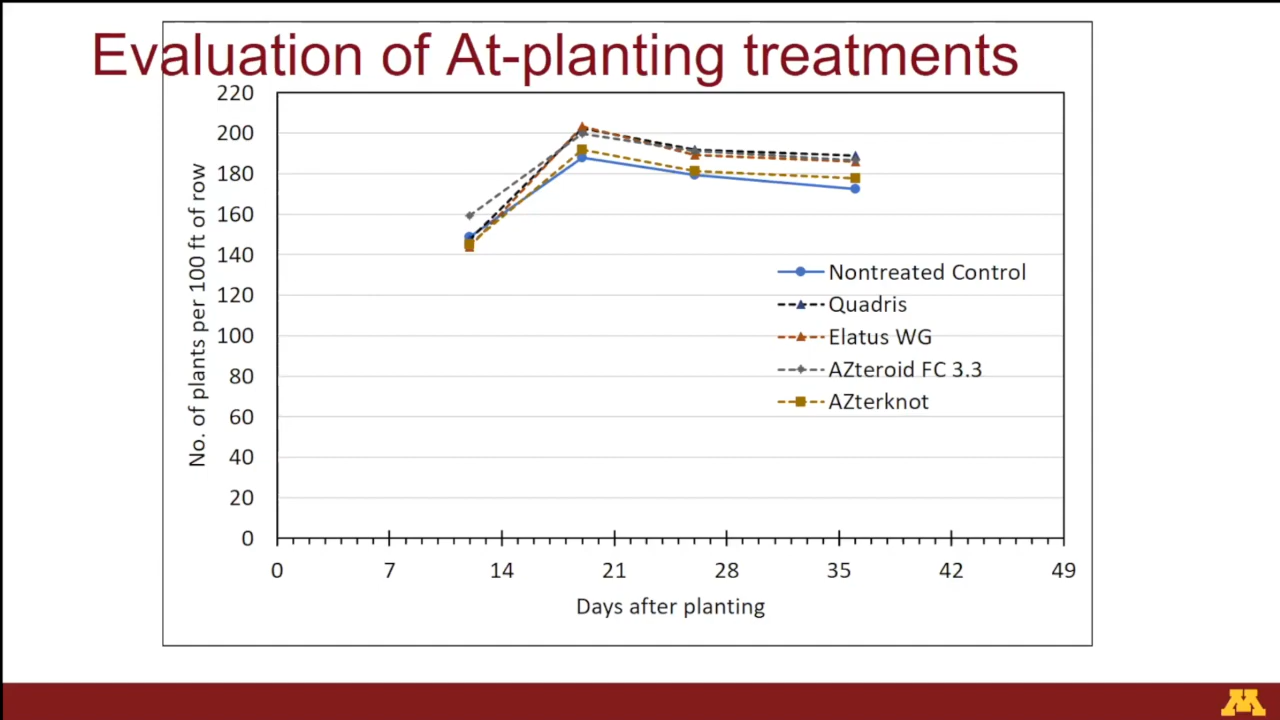 Evaluation of At-planting treatments
220
200
180
160
140
120
100
80
60
40
20
0
No. of plants per 100 ft of row
Nontreated Control
Quadris
Elatus WG
AZteroid FC 3.3
AZterknot
0 7 14 21 28 35 42 49
Days after planting
M